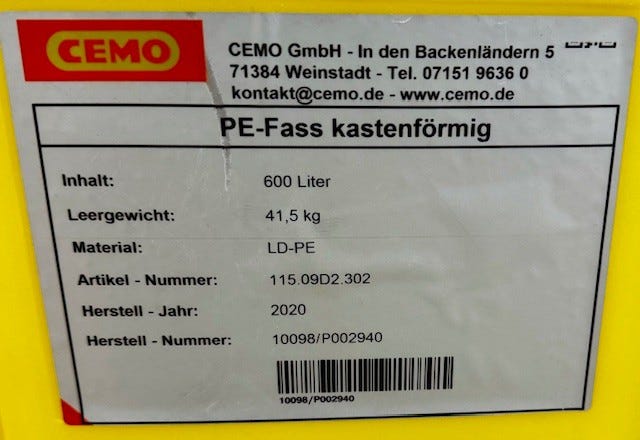 CEMO
CEMO GmbH - In den Backenländern 5
71384 Weinstadt - Tel. 07151 9636 0
kontakt@cemo.de - www.cemo.de
PE-Fass kastenförmig
Inhalt: 600 Liter
Leergewicht: 41,5 kg
Material: LD-PE
Artikel - Nummer: 115.09D2.302
Herstell - Jahr: 2020
Herstell - Nummer: 10098/P002940
10098/P002940